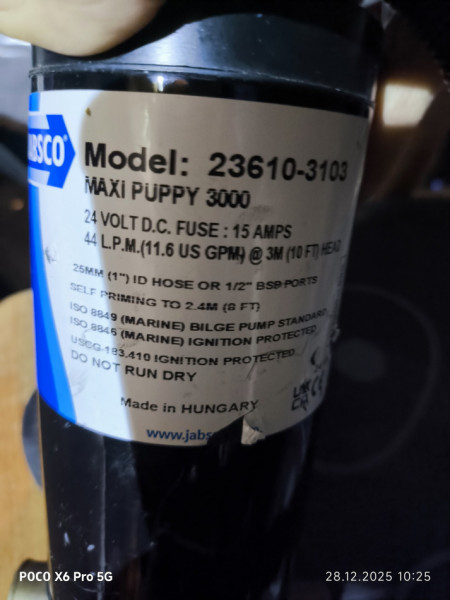 JABSCO®
Model: 23610-3103
MAXI PUPPY 3000
24 VOLT D.C. FUSE : 15 AMPS
44 L.P.M.(11.6 US GPM) @ 3M (10 FT) HEAD
25MM (1") ID HOSE OR 1/2" BSP PORTS
SELF PRIMING TO 2.4M (8 FT)
ISO 8849 (MARINE) BILGE PUMP STANDARD
ISO 8846 (MARINE) IGNITION PROTECTED
USCG 183.410 IGNITION PROTECTED
DO NOT RUN DRY
UK CA CE
Made in HUNGARY
www.jabs
POCO X6 Pro 5G
28.12.2025 10:25